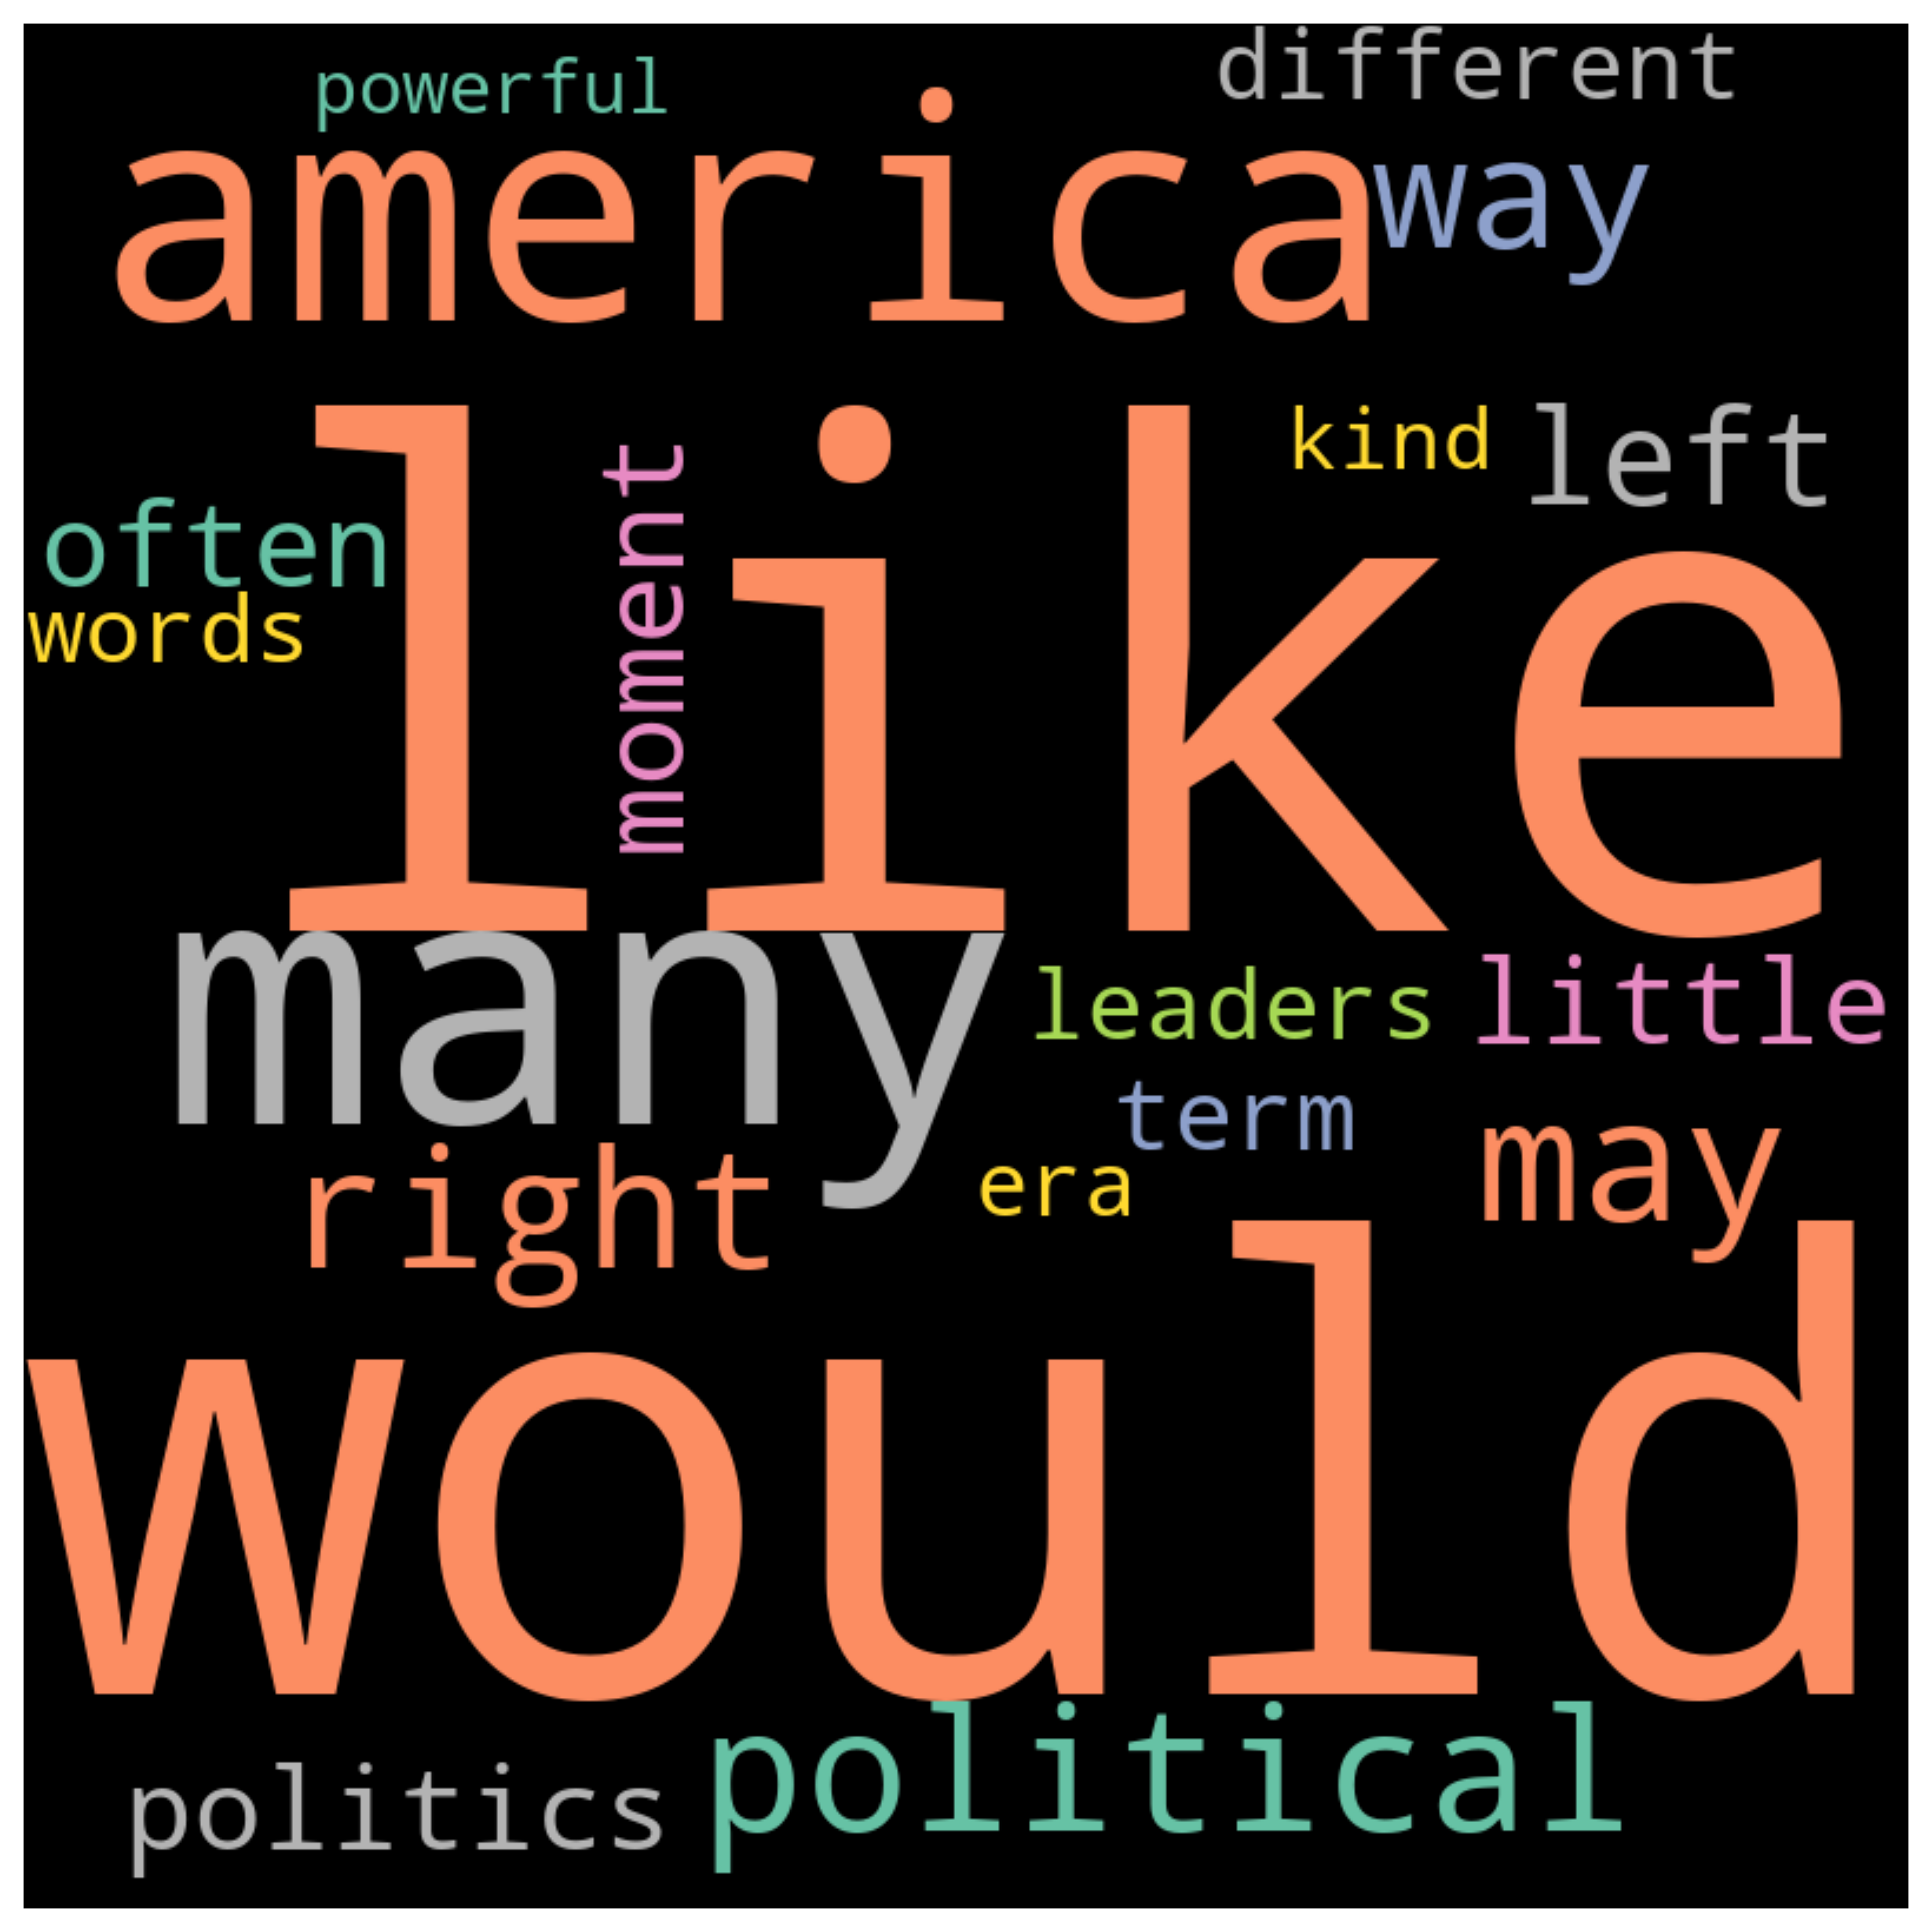 different
powerful
america
way
kind
left
like
moment
often
words
many
leaders
little
term
may
right
era
would
political
politics